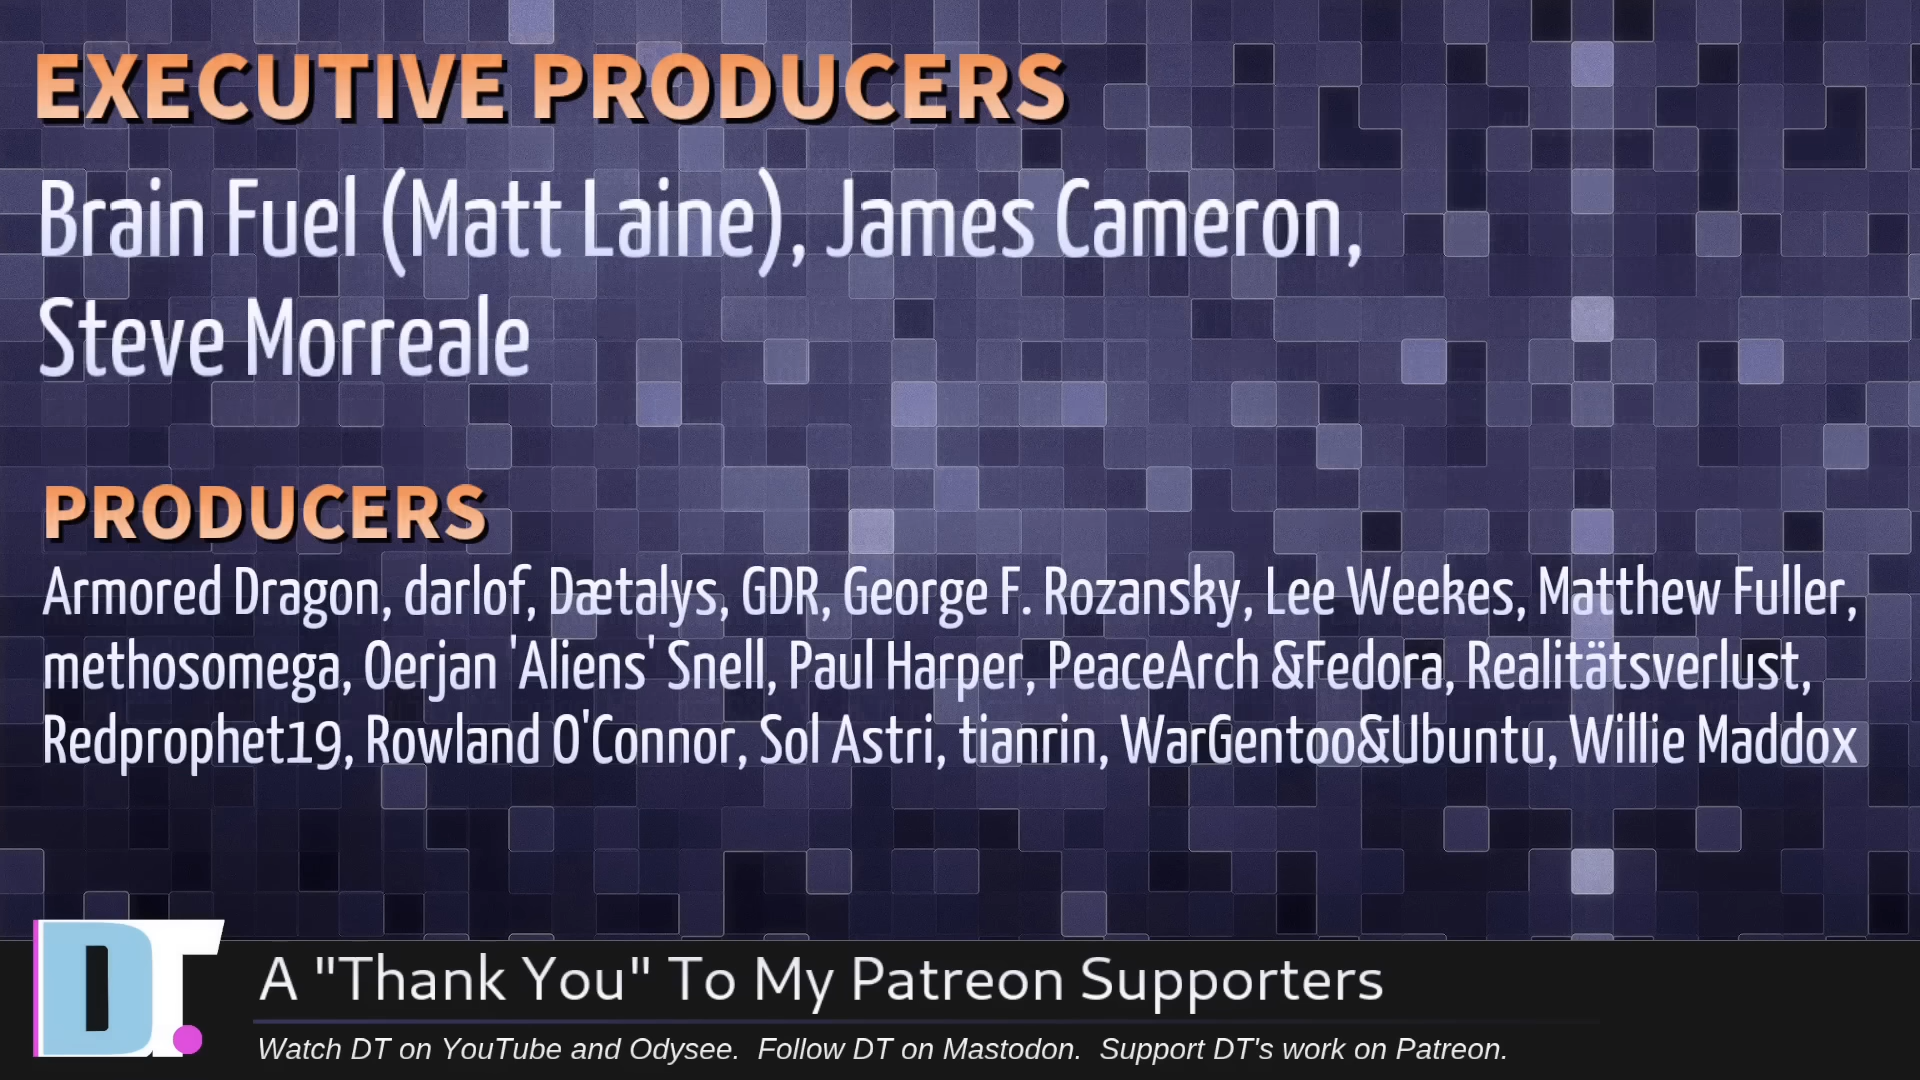 EXECUTIVE PRODUCERS
Brain Fuel (Matt Laine), James Cameron,
Steve Morreale
PRODUCERS
Armored Dragon, darlof, Dætalys, GDR, George F. Rozansky, Lee Weekes, Matthew Fuller,
methosomega, Oerjan 'Aliens' Snell, Paul Harper, PeaceArch &Fedora, Realitätsverlust,
Redprophet19, Rowland O'Connor, Sol Astri, tianrin, WarGentoo&Ubuntu, Willie Maddox
DT
A "Thank You" To My Patreon Supporters
Watch DT on YouTube and Odysee. Follow DT on Mastodon. Support DT's work on Patreon.